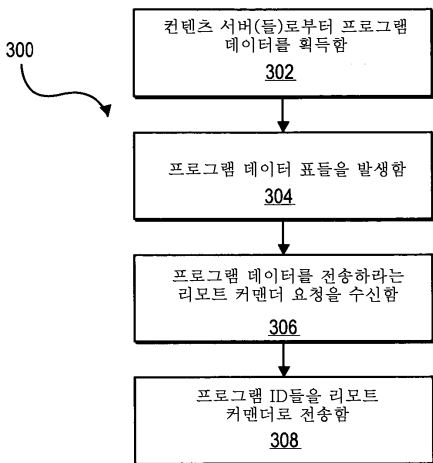 300
컨텐츠 서버(들)로부터 프로그램
데이터를 획득함
302
프로그램 데이터 표들을 발생함
304
프로그램 데이터를 전송하라는
리모트 커맨더 요청을 수신함
306
프로그램 ID들을 리모트
커맨더로 전송함
308